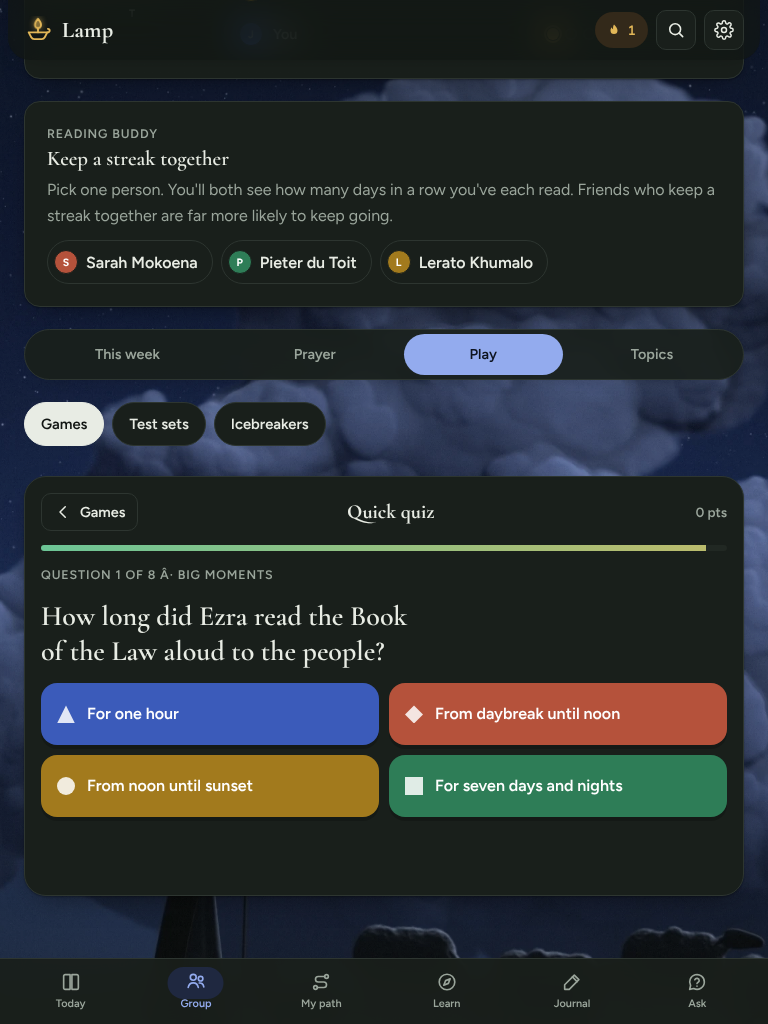 Lamp
You
1
READING BUDDY
Keep a streak together
Pick one person. You'll both see how many days in a row you've each read. Friends who keep a
streak together are far more likely to keep going.
S Sarah Mokoena
P Pieter du Toit
L Lerato Khumalo
This week
Prayer
Play
Topics
Games
Test sets
Icebreakers
Games
Quick quiz
0 pts
QUESTION 1 OF 8 Â· BIG MOMENTS
How long did Ezra read the Book
of the Law aloud to the people?
For one hour
From daybreak until noon
From noon until sunset
For seven days and nights
Today
Group
My path
Learn
Journal
Ask